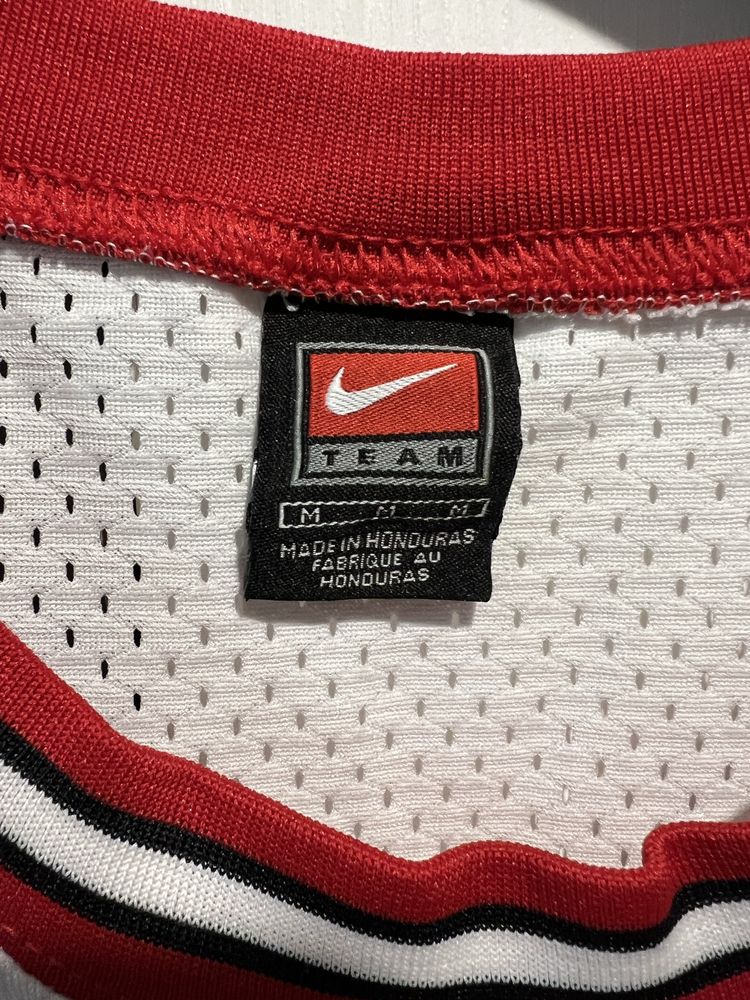 TEAM
M M M
MADE IN HONDURAS
FABRIQUE AU
HONDURAS